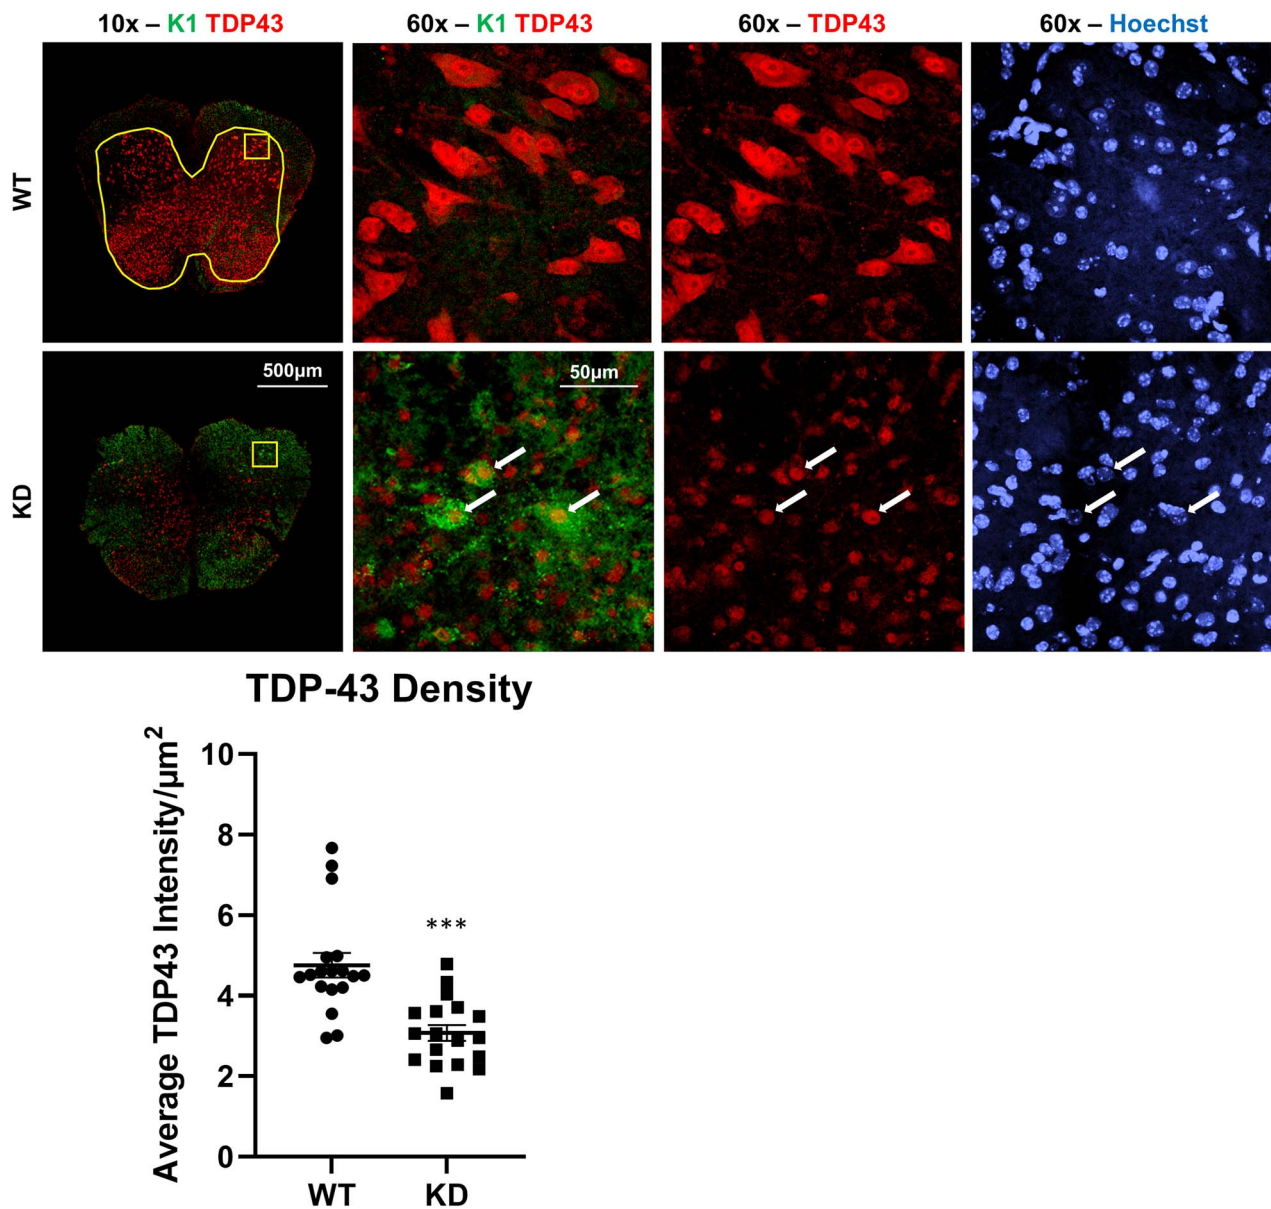 10x – K1 TDP43
60x – K1 TDP43
60x – TDP43
60x – Hoechst
WT
KD
500µm
50µm
TDP-43 Density
Average TDP43 Intensity/µm²
10
8
6
4
2
0
***
WT
KD